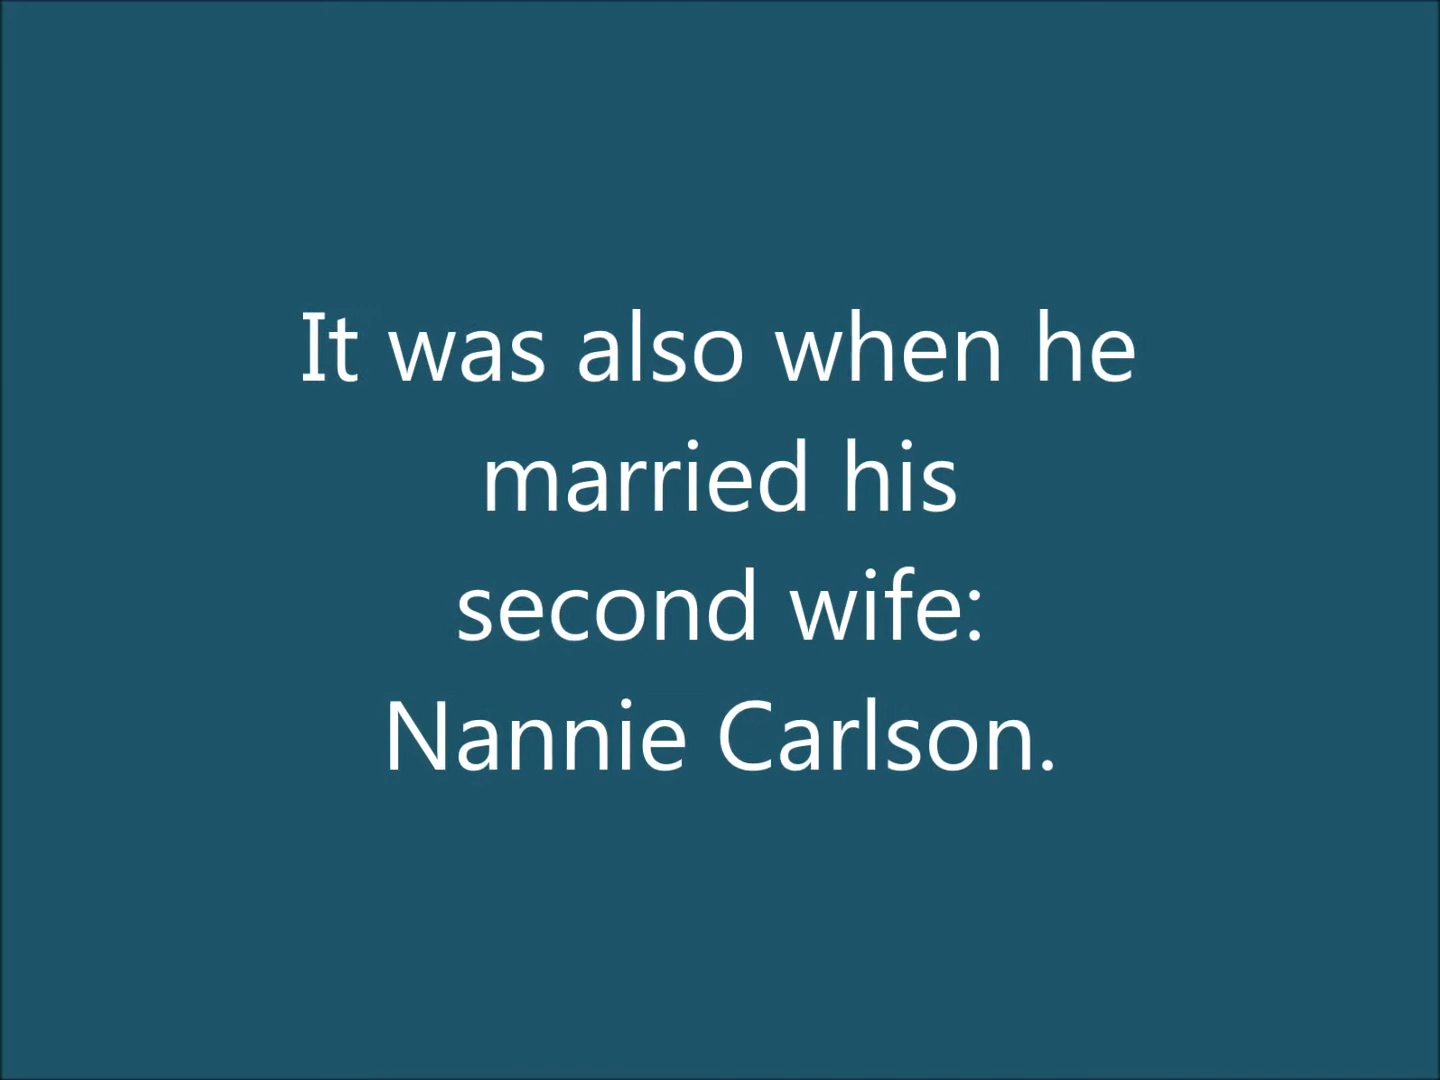 It was also when he
married his
second wife:
Nannie Carlson.